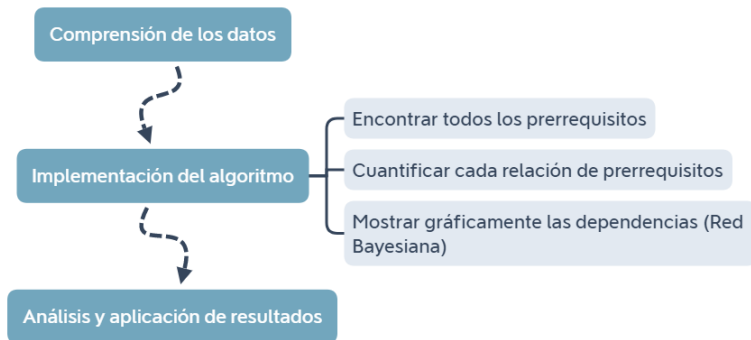 Comprensión de los datos
Implementación del algoritmo
Encontrar todos los prerrequisitos
Cuantificar cada relación de prerrequisitos
Mostrar gráficamente las dependencias (Red
Bayesiana)
Análisis y aplicación de resultados